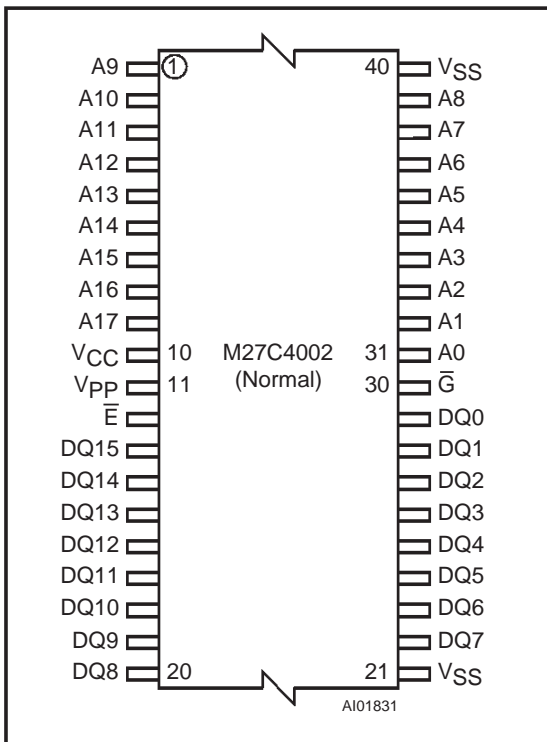 A9 1 40 VSS
A10 A8
A11 A7
A12 A6
A13 A5
A14 A4
A15 A3
A16 A2
A17 A1
VCC 10 M27C4002 31 A0
VPP 11 (Normal) 30 G̅
E̅ DQ0
DQ15 DQ1
DQ14 DQ2
DQ13 DQ3
DQ12 DQ4
DQ11 DQ5
DQ10 DQ6
DQ9 DQ7
DQ8 20 21 VSS
AI01831